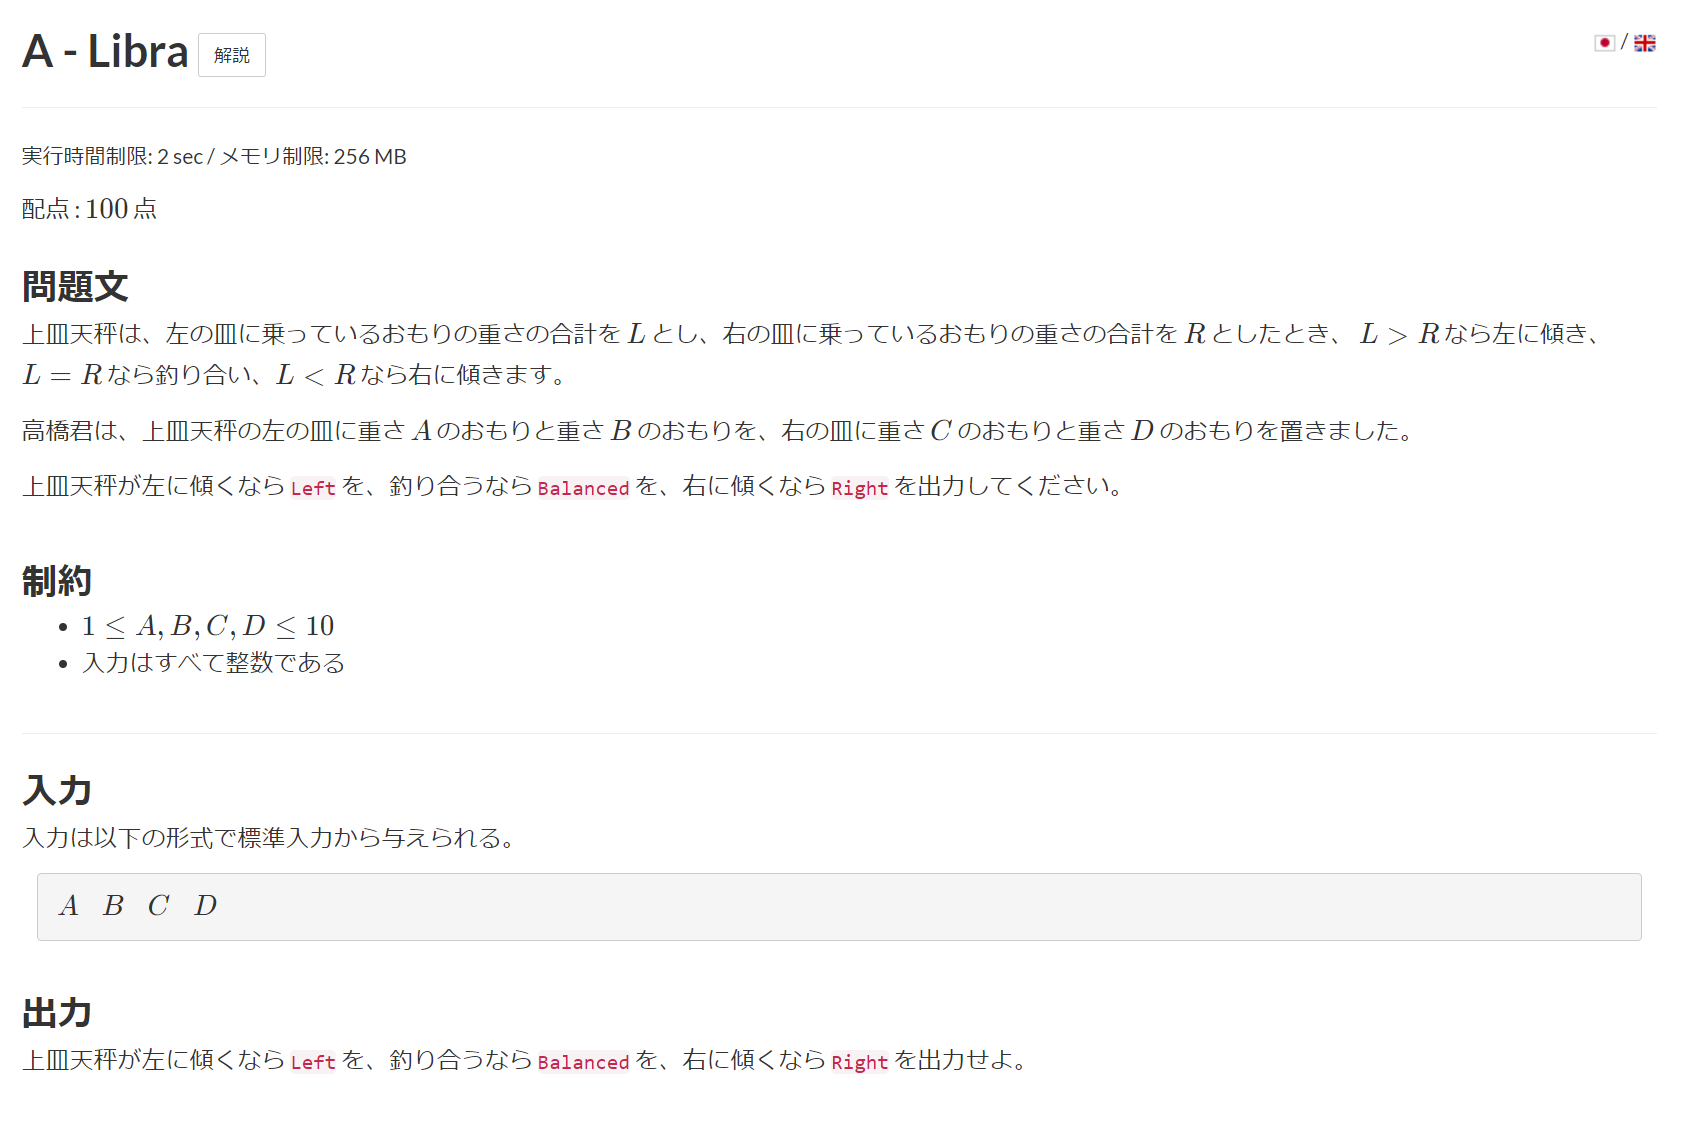 A - Libra 解説
/
実行時間制限: 2 sec / メモリ制限: 256 MB
配点 : 100 点
問題文
上皿天秤は、左の皿に乗っているおもりの重さの合計を L とし、右の皿に乗っているおもりの重さの合計を R としたとき、 L > R なら左に傾き、
L = R なら釣り合い、L < R なら右に傾きます。
高橋君は、上皿天秤の左の皿に重さ A のおもりと重さ B のおもりを、右の皿に重さ C のおもりと重さ D のおもりを置きました。
上皿天秤が左に傾くなら Left を、釣り合うなら Balanced を、右に傾くなら Right を出力してください。
制約
• 1 ≤ A, B, C, D ≤ 10
• 入力はすべて整数である
入力
入力は以下の形式で標準入力から与えられる。
A B C D
出力
上皿天秤が左に傾くなら Left を、釣り合うなら Balanced を、右に傾くなら Right を出力せよ。